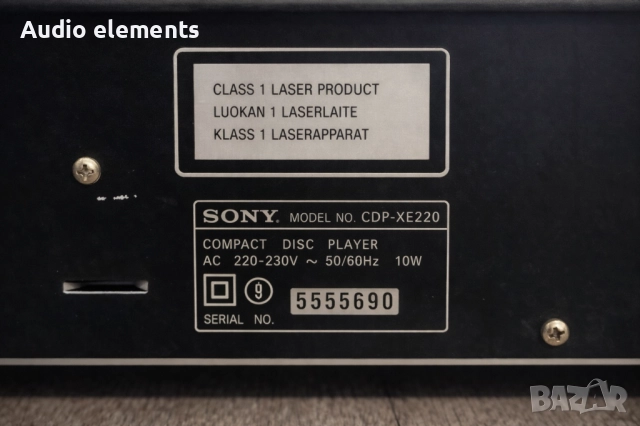 Audio elements
CLASS 1 LASER PRODUCT
LUOKAN 1 LASERLAITE
KLASS 1 LASERAPPARAT
SONY. MODEL NO. CDP-XE220
COMPACT DISC PLAYER
AC 220-230V ~ 50/60Hz 10W
9 5555690
SERIAL NO.
BAZAR